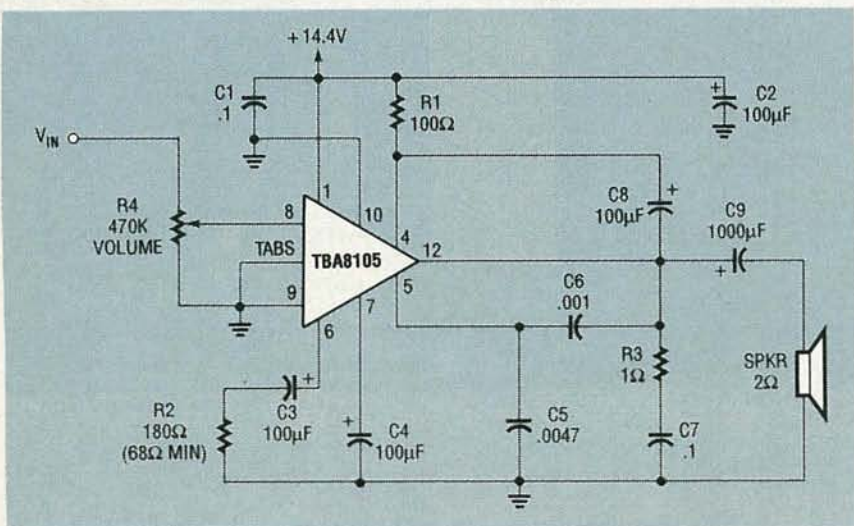 + 14.4V
C1
.1
R1
100Ω
C2
100µF
+
V_IN
R4
470K
VOLUME
8
1
10
TABS
TBA8105
9
6
7
4
12
5
C8
100µF
+
C9
1000µF
+
C6
.001
R3
1Ω
SPKR
2Ω
R2
180Ω
(68Ω MIN)
C3
100µF
+
C4
100µF
+
C5
.0047
C7
.1